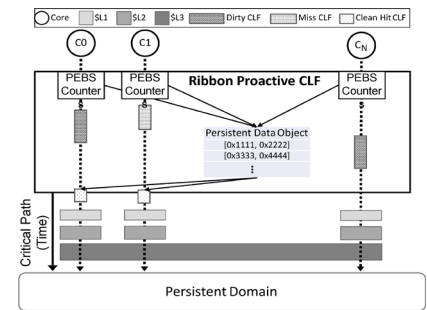 Core $L1 $L2 $L3 Dirty CLF Miss CLF Clean Hit CLF
C0 C1 CN
PEBS PEBS Ribbon Proactive CLF PEBS
Counter Counter Counter
s s s
Persistent Data Object
[0x1111, 0x2222]
[0x3333, 0x4444]
⋮
Critical Path
(Time)
Persistent Domain